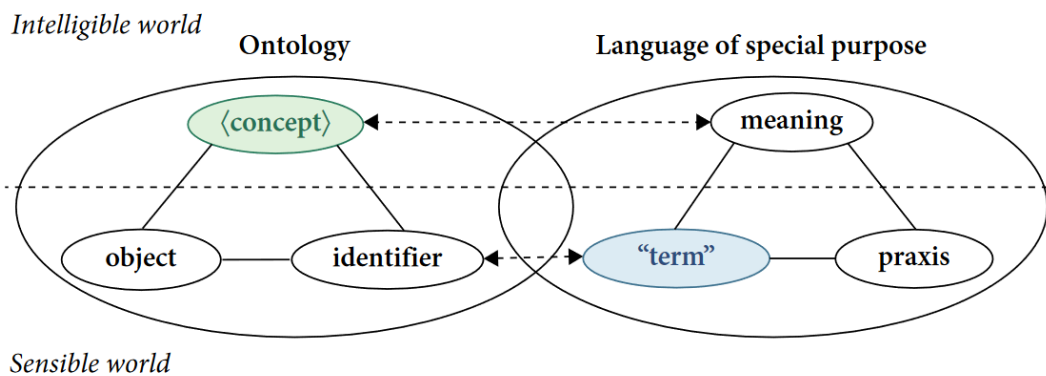 Intelligible world
Ontology
Language of special purpose
⟨concept⟩
meaning
object
identifier
“term”
praxis
Sensible world